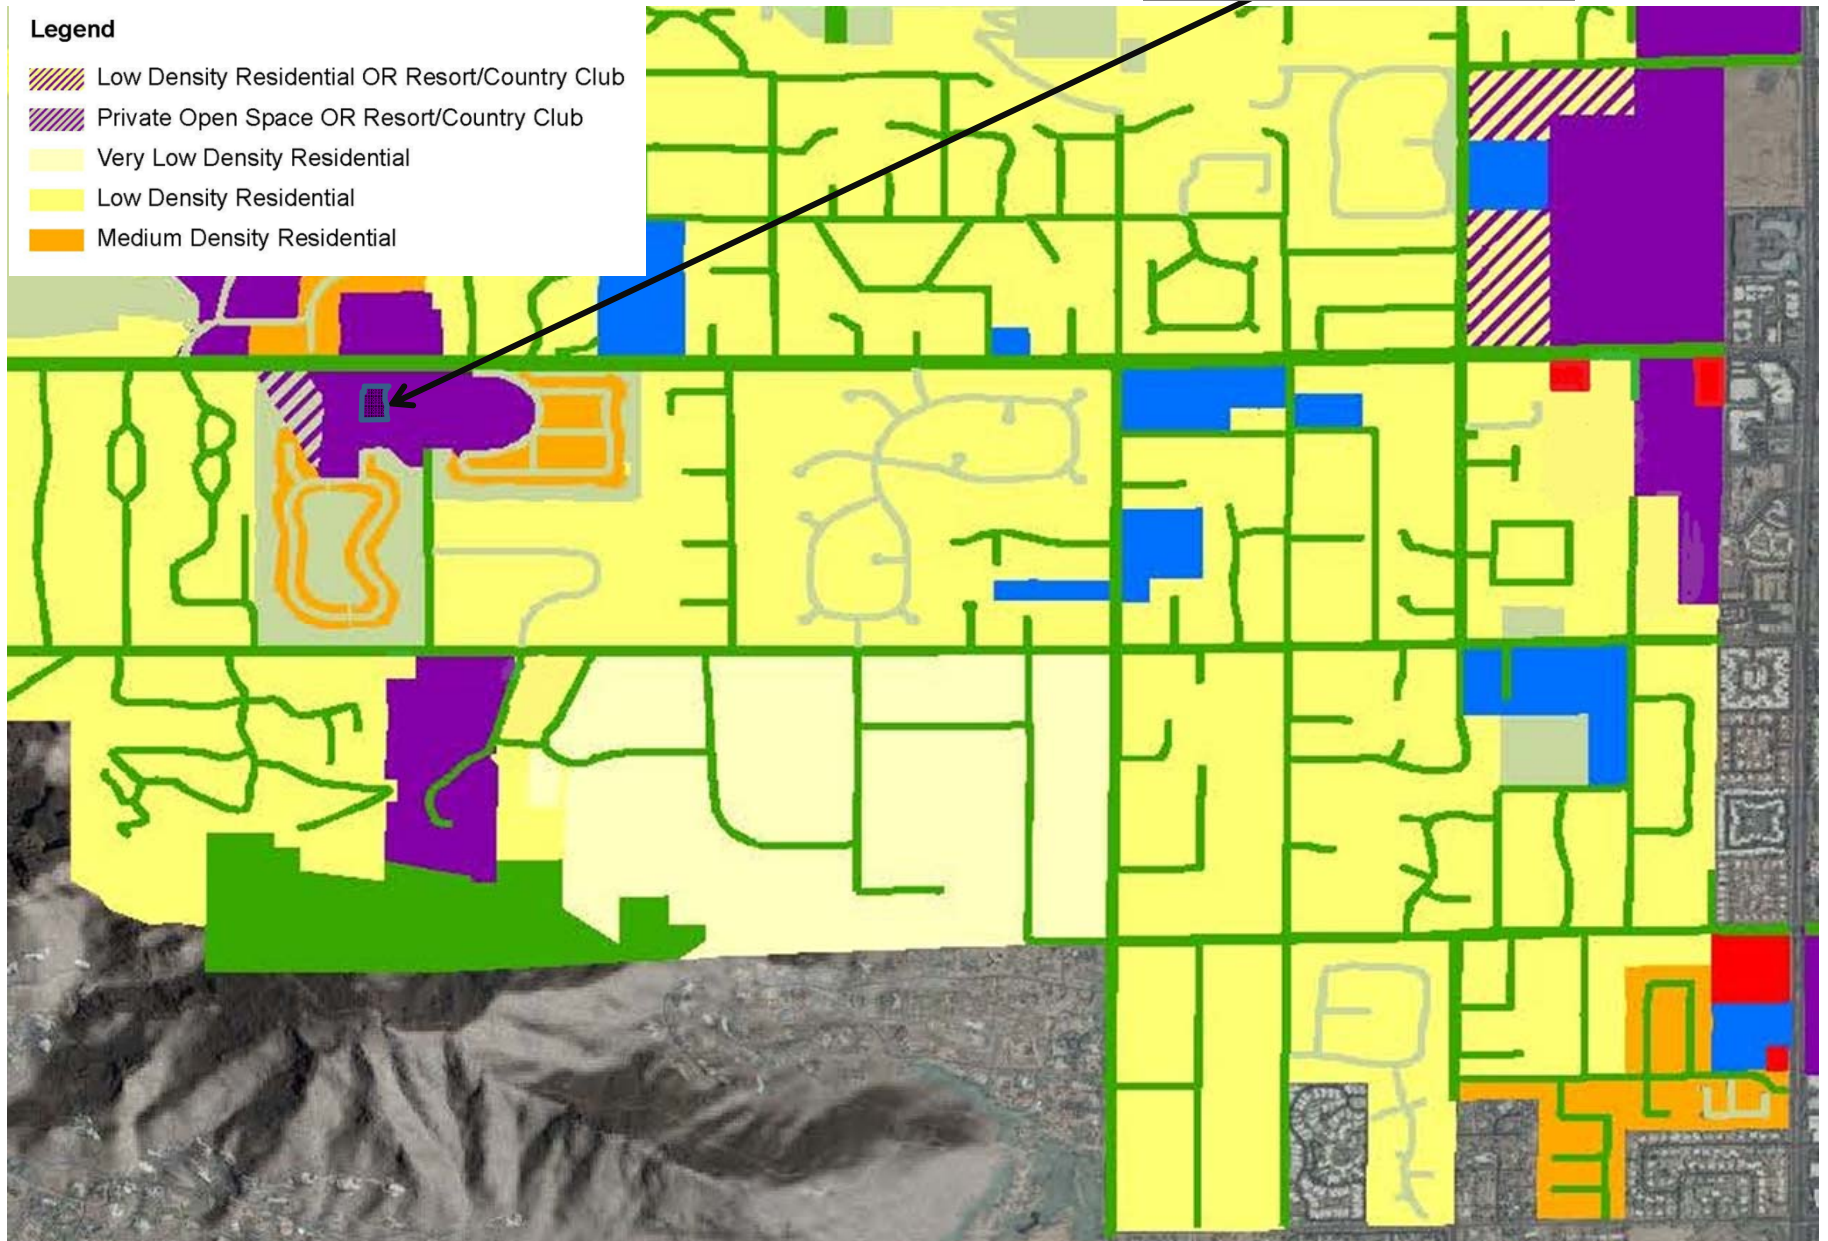 Legend
Low Density Residential OR Resort/Country Club
Private Open Space OR Resort/Country Club
Very Low Density Residential
Low Density Residential
Medium Density Residential